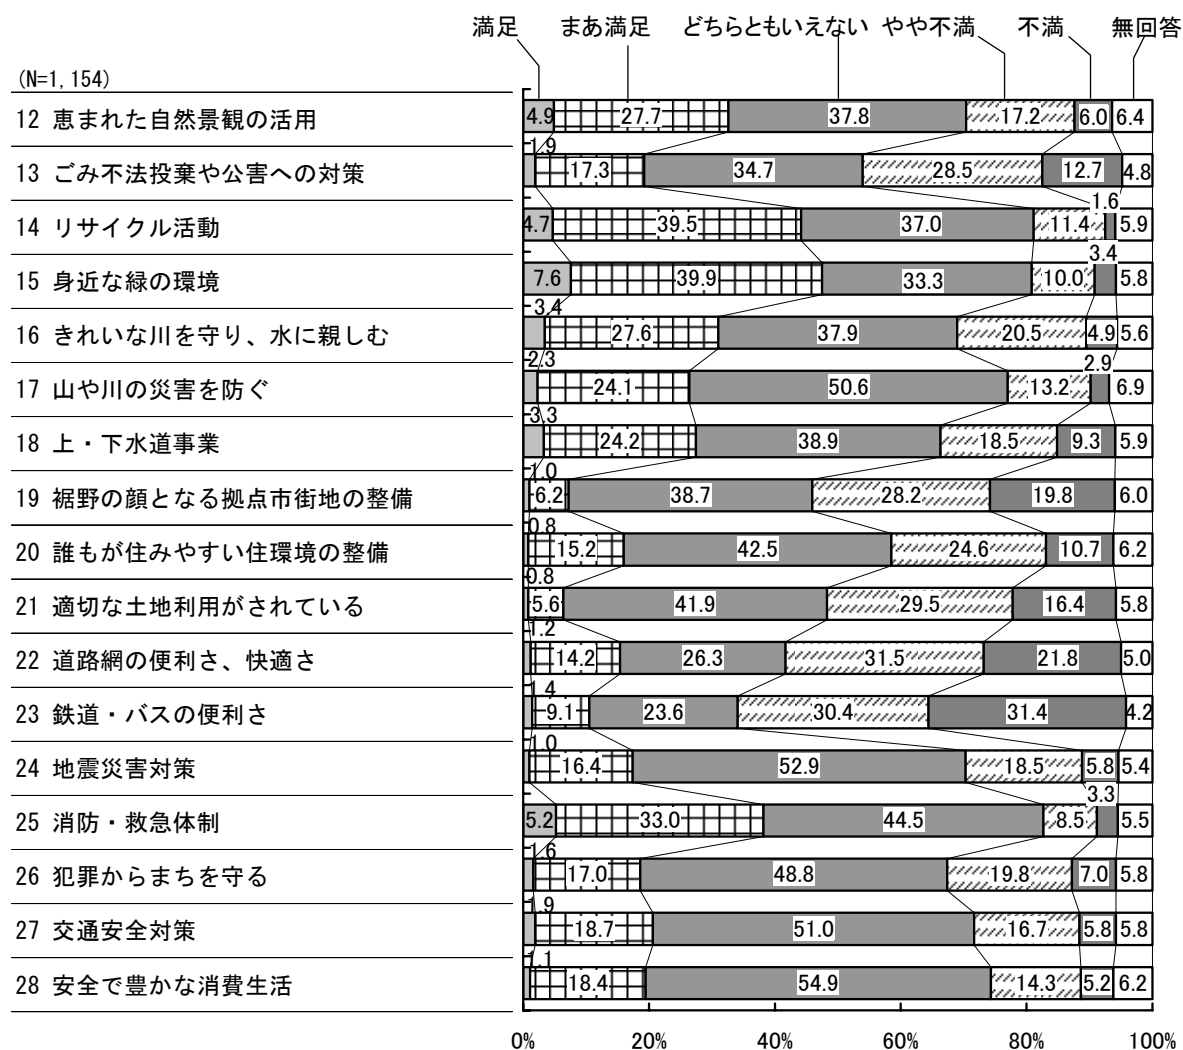 満足 まあ満足 どちらともいえない やや不満 不満 無回答
(N=1,154)
12 恵まれた自然景観の活用 4.9 27.7 37.8 17.2 6.0 6.4
13 ごみ不法投棄や公害への対策 1.9 17.3 34.7 28.5 12.7 4.8
14 リサイクル活動 4.7 39.5 37.0 11.4 1.6 5.9
15 身近な緑の環境 7.6 39.9 33.3 10.0 3.4 5.8
16 きれいな川を守り、水に親しむ 3.4 27.6 37.9 20.5 4.9 5.6
17 山や川の災害を防ぐ 2.3 24.1 50.6 13.2 2.9 6.9
18 上・下水道事業 3.3 24.2 38.9 18.5 9.3 5.9
19 裾野の顔となる拠点市街地の整備 1.0 6.2 38.7 28.2 19.8 6.0
20 誰もが住みやすい住環境の整備 0.8 15.2 42.5 24.6 10.7 6.2
21 適切な土地利用がされている 0.8 5.6 41.9 29.5 16.4 5.8
22 道路網の便利さ、快適さ 1.2 14.2 26.3 31.5 21.8 5.0
23 鉄道・バスの便利さ 1.4 9.1 23.6 30.4 31.4 4.2
24 地震災害対策 1.0 16.4 52.9 18.5 5.8 5.4
25 消防・救急体制 5.2 33.0 44.5 8.5 3.3 5.5
26 犯罪からまちを守る 1.6 17.0 48.8 19.8 7.0 5.8
27 交通安全対策 1.9 18.7 51.0 16.7 5.8 5.8
28 安全で豊かな消費生活 1.1 18.4 54.9 14.3 5.2 6.2
0% 20% 40% 60% 80% 100%